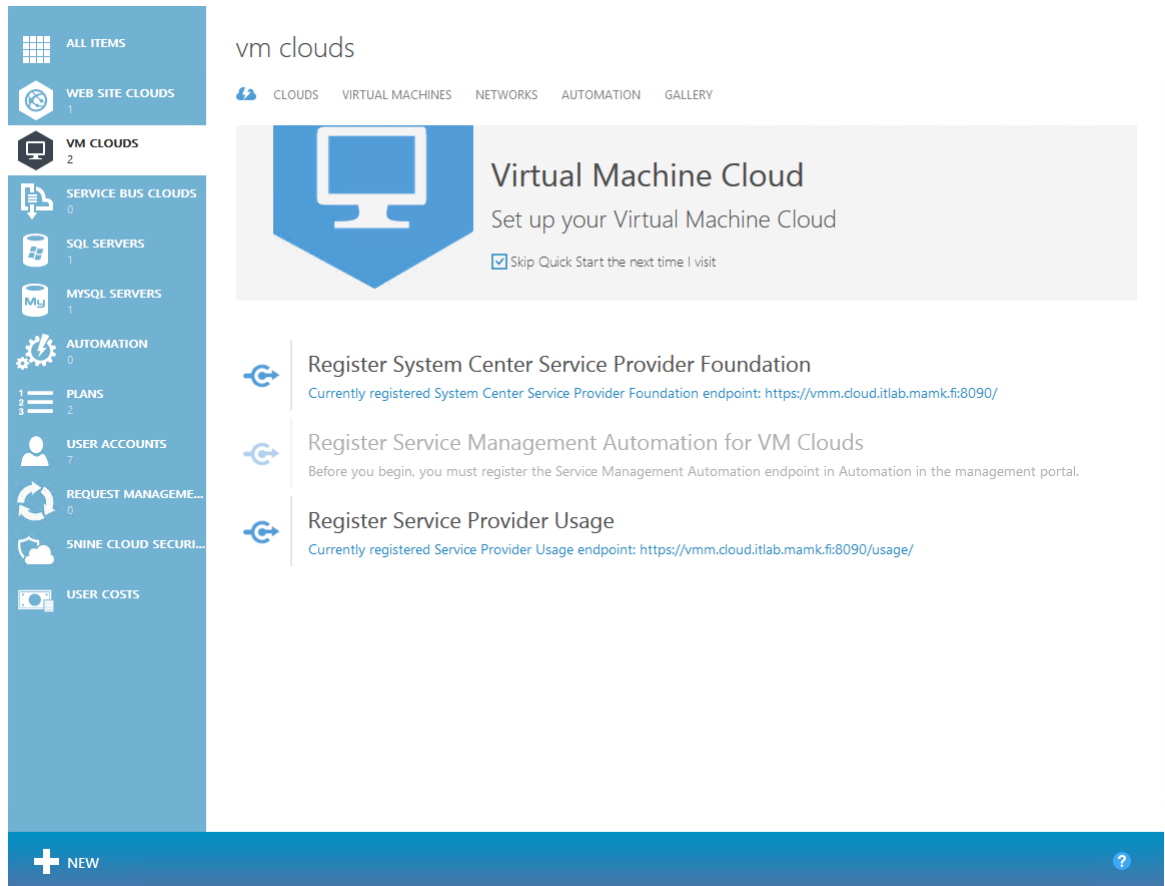 ALL ITEMS
WEB SITE CLOUDS
1
VM CLOUDS
2
SERVICE BUS CLOUDS
0
SQL SERVERS
1
My
MYSQL SERVERS
1
AUTOMATION
0
1
2
3
PLANS
2
USER ACCOUNTS
7
REQUEST MANAGEME...
0
5NINE CLOUD SECURI...
USER COSTS
vm clouds
CLOUDS VIRTUAL MACHINES NETWORKS AUTOMATION GALLERY
Virtual Machine Cloud
Set up your Virtual Machine Cloud
Skip Quick Start the next time I visit
Register System Center Service Provider Foundation
Currently registered System Center Service Provider Foundation endpoint: https://vmm.cloud.itlab.mamk.fi:8090/
Register Service Management Automation for VM Clouds
Before you begin, you must register the Service Management Automation endpoint in Automation in the management portal.
Register Service Provider Usage
Currently registered Service Provider Usage endpoint: https://vmm.cloud.itlab.mamk.fi:8090/usage/
NEW
?